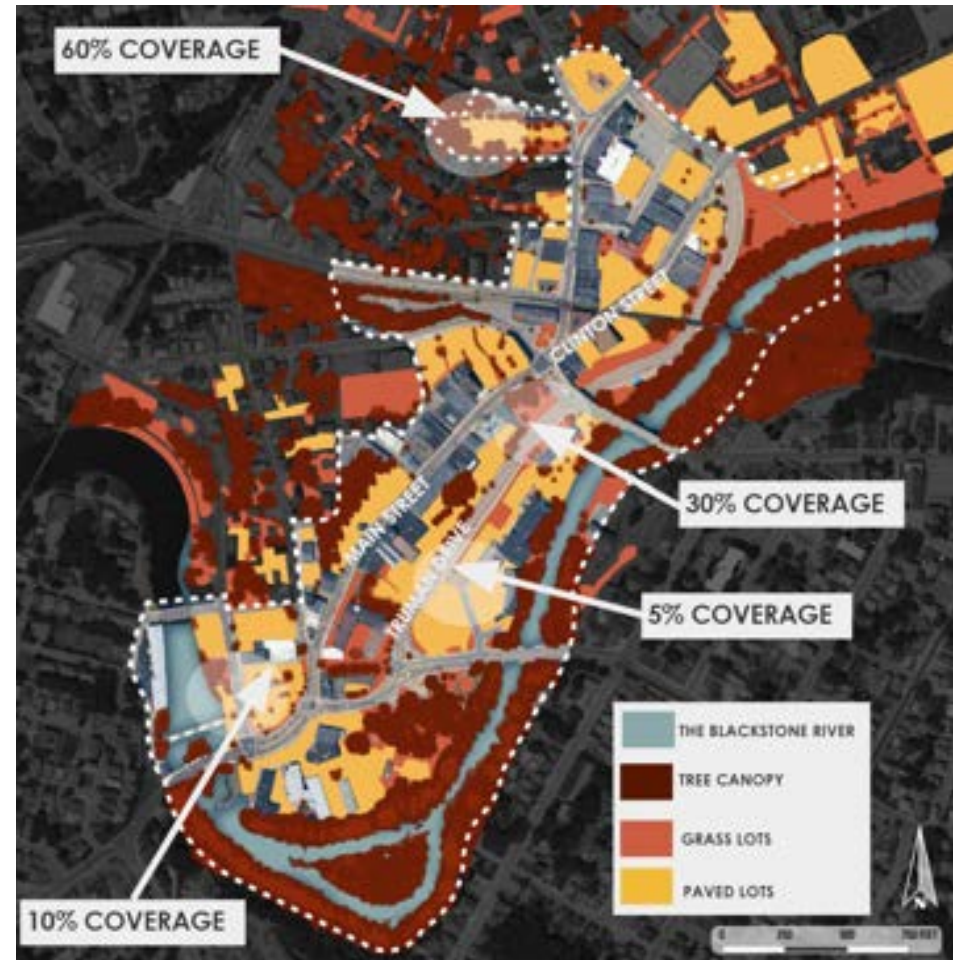 60% COVERAGE
CLINTON STREET
30% COVERAGE
MAIN STREET
TRUMAN DRIVE
5% COVERAGE
THE BLACKSTONE RIVER
TREE CANOPY
GRASS LOTS
PAVED LOTS
10% COVERAGE
0